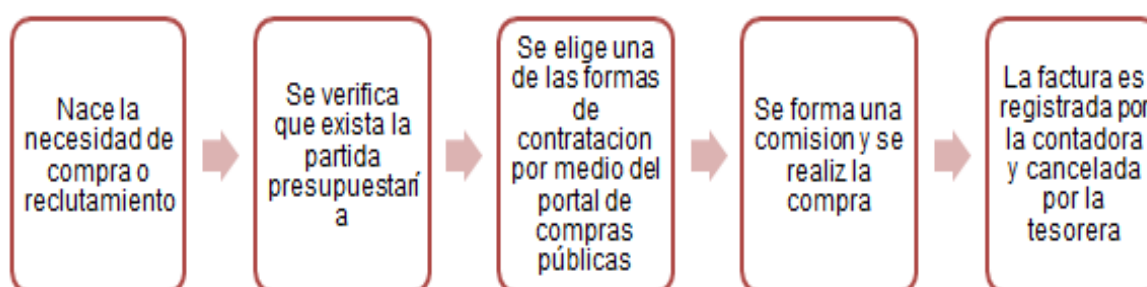 Nace la
necesidad de
compra o
reclutamiento
Se verifica
que exista la
partida
presupuestarí
a
Se elige una
de las formas
de
contratacion
por medio del
portal de
compras
públicas
Se forma una
comision y se
realiz la
compra
La factura es
registrada por
la contadora
y cancelada
por la
tesorera